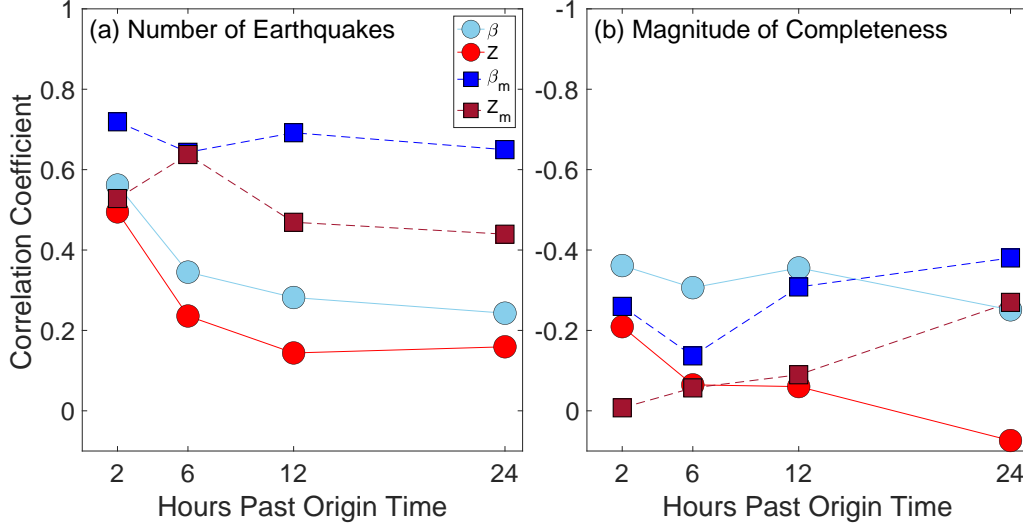 (a) Number of Earthquakes
β
Z
βₘ
Zₘ
Correlation Coefficient
1
0.8
0.6
0.4
0.2
0
2
6
12
24
Hours Past Origin Time
(b) Magnitude of Completeness
-1
-0.8
-0.6
-0.4
-0.2
0
2
6
12
24
Hours Past Origin Time